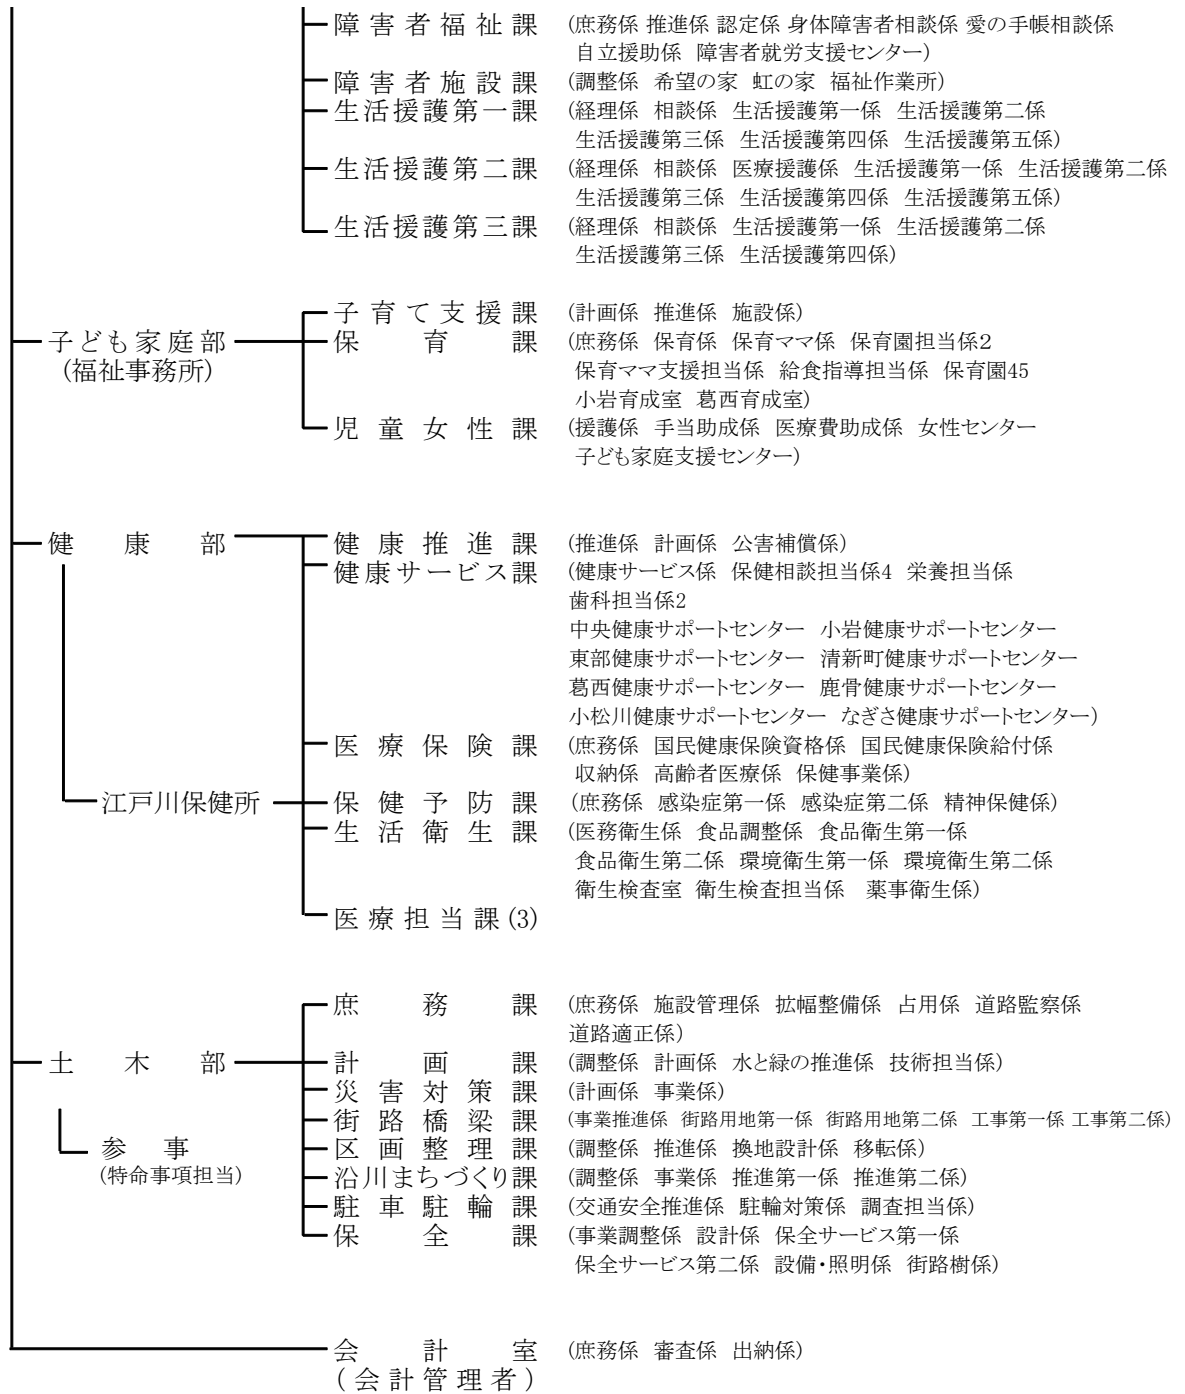 障害者福祉課 (庶務係 推進係 認定係 身体障害者相談係 愛の手帳相談係
自立援助係 障害者就労支援センター)
障害者施設課 (調整係 希望の家 虹の家 福祉作業所)
生活援護第一課 (経理係 相談係 生活援護第一係 生活援護第二係
生活援護第三係 生活援護第四係 生活援護第五係)
生活援護第二課 (経理係 相談係 医療援護係 生活援護第一係 生活援護第二係
生活援護第三係 生活援護第四係 生活援護第五係)
生活援護第三課 (経理係 相談係 生活援護第一係 生活援護第二係
生活援護第三係 生活援護第四係)
子育て支援課 (計画係 推進係 施設係)
子ども家庭部 保育課 (庶務係 保育係 保育ママ係 保育園担当係2
(福祉事務所) 保育ママ支援担当係 給食指導担当係 保育園45
小岩育成室 葛西育成室)
児童女性課 (援護係 手当助成係 医療費助成係 女性センター
子ども家庭支援センター)
健康部 健康推進課 (推進係 計画係 公害補償係)
健康サービス課 (健康サービス係 保健相談担当係4 栄養担当係
歯科担当係2
中央健康サポートセンター 小岩健康サポートセンター
東部健康サポートセンター 清新町健康サポートセンター
葛西健康サポートセンター 鹿骨健康サポートセンター
小松川健康サポートセンター なぎさ健康サポートセンター)
医療保険課 (庶務係 国民健康保険資格係 国民健康保険給付係
収納係 高齢者医療係 保健事業係)
江戸川保健所 保健予防課 (庶務係 感染症第一係 感染症第二係 精神保健係)
生活衛生課 (医務衛生係 食品調整係 食品衛生第一係
食品衛生第二係 環境衛生第一係 環境衛生第二係
衛生検査室 衛生検査担当係 薬事衛生係)
医療担当課(3)
庶務課 (庶務係 施設管理係 拡幅整備係 占用係 道路監察係
道路適正係)
土木部 計画課 (調整係 計画係 水と緑の推進係 技術担当係)
災害対策課 (計画係 事業係)
街路橋梁課 (事業推進係 街路用地第一係 街路用地第二係 工事第一係 工事第二係)
参事 区画整理課 (調整係 推進係 換地設計係 移転係)
(特命事項担当) 沿川まちづくり課 (調整係 事業係 推進第一係 推進第二係)
駐車駐輪課 (交通安全推進係 駐輪対策係 調査担当係)
保全課 (事業調整係 設計係 保全サービス第一係
保全サービス第二係 設備・照明係 街路樹係)
会計室 (庶務係 審査係 出納係)
(会計管理者)